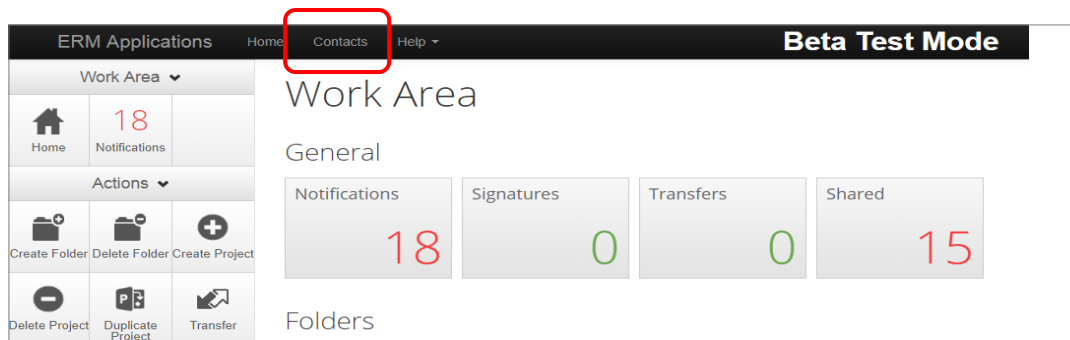 ERM Applications Home Contacts Help Beta Test Mode
Work Area
Home
18
Notifications
Actions
Create Folder Delete Folder Create Project
Delete Project Duplicate Project Transfer
Work Area
General
Notifications Signatures Transfers Shared
18 0 0 15
Folders